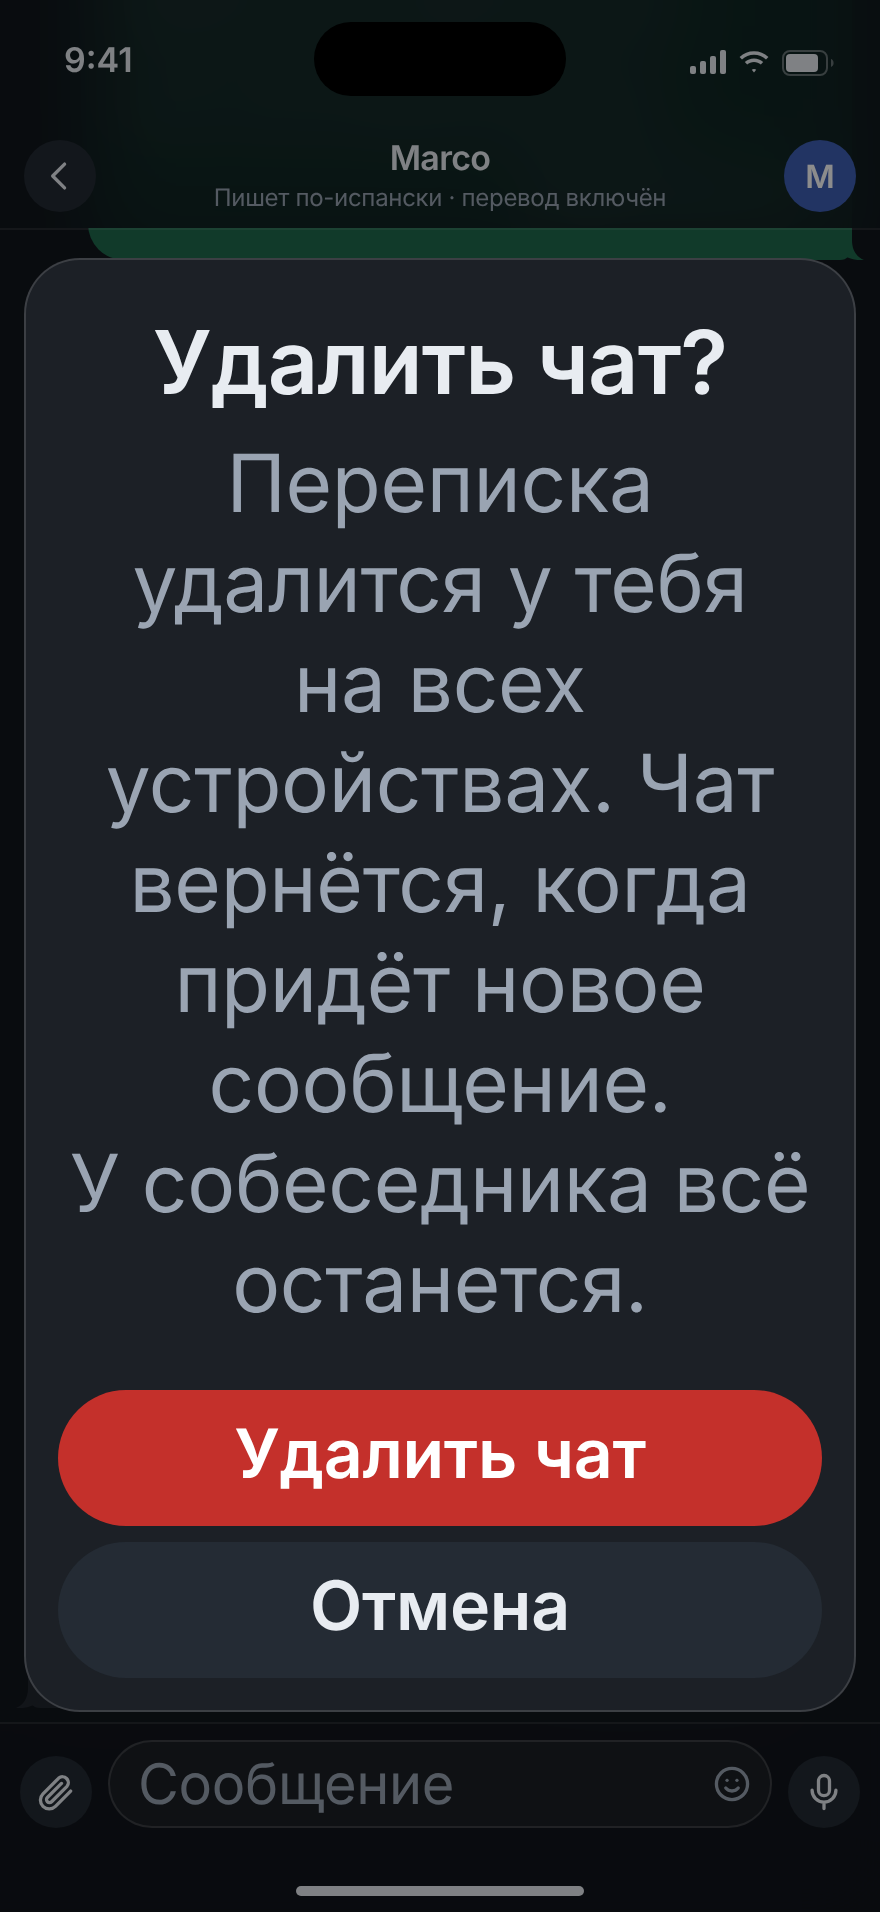 9:41
Marco
Пишет по-испански · перевод включён
M
Удалить чат?
Переписка
удалится у тебя
на всех
устройствах. Чат
вернётся, когда
придёт новое
сообщение.
У собеседника всё
останется.
Удалить чат
Отмена
Сообщение